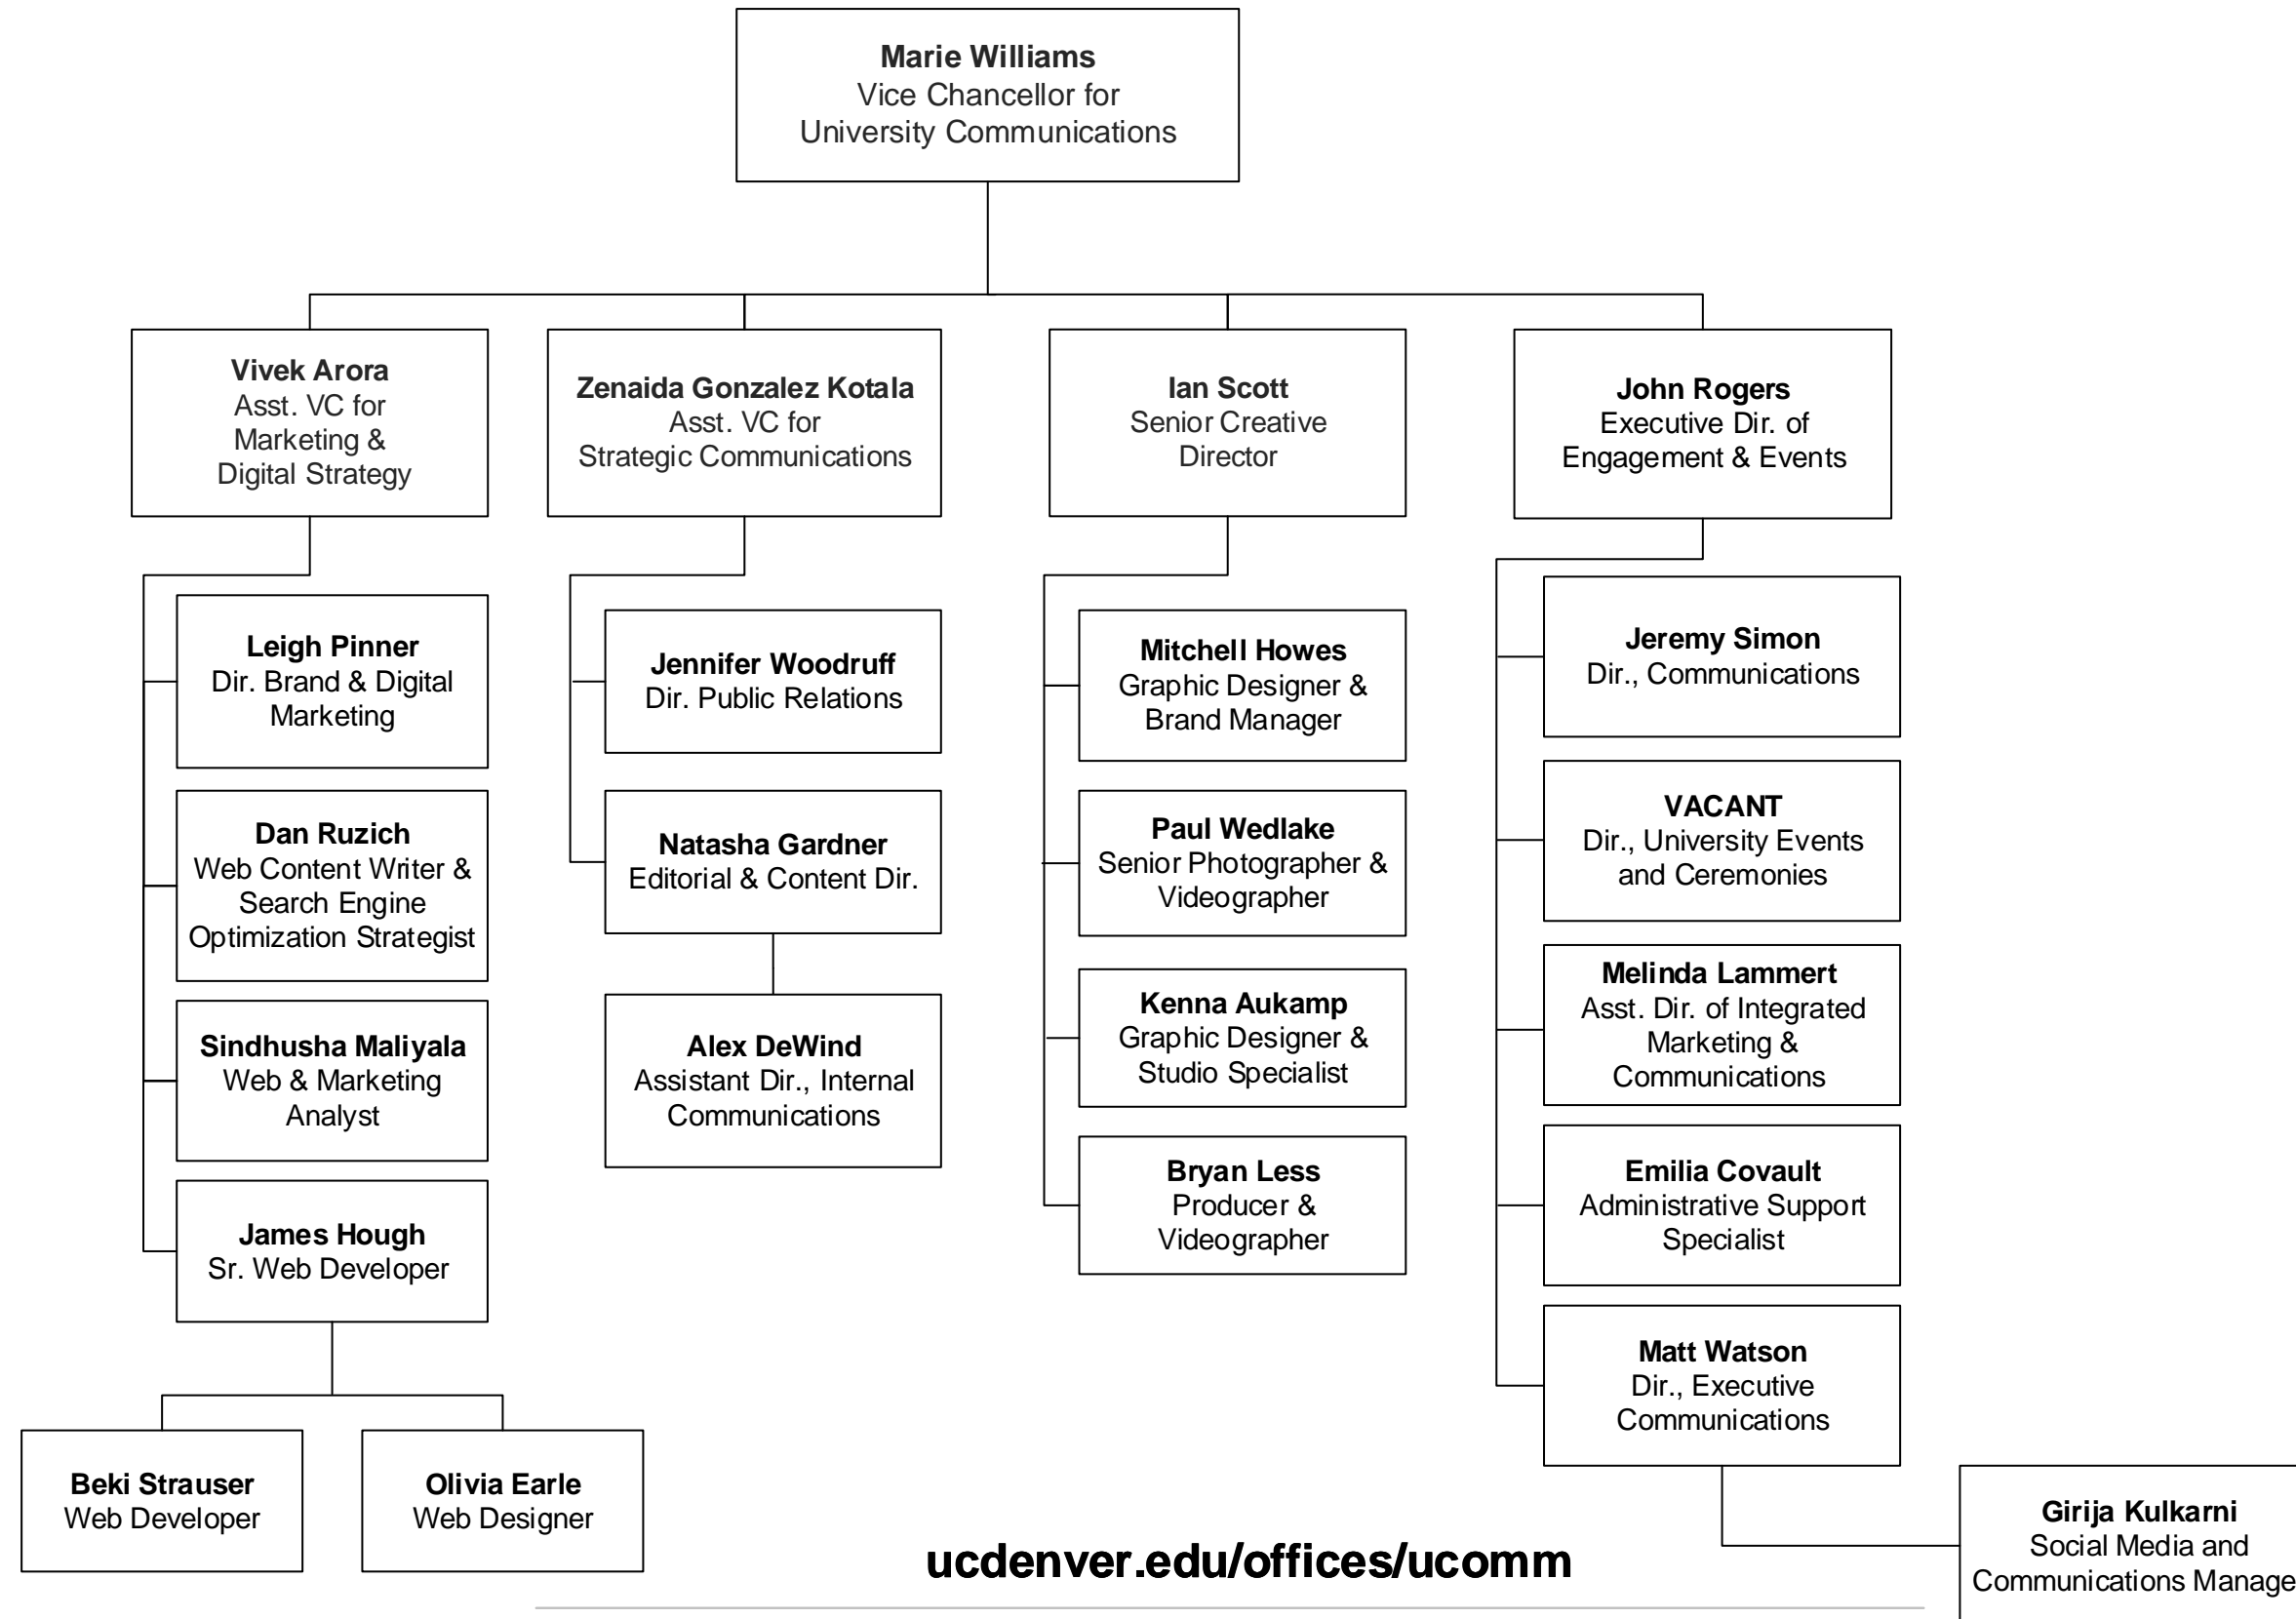 Marie Williams
Vice Chancellor for
University Communications
Vivek Arora
Asst. VC for
Marketing &
Digital Strategy
Zenaida Gonzalez Kotala
Asst. VC for
Strategic Communications
Ian Scott
Senior Creative
Director
John Rogers
Executive Dir. of
Engagement & Events
Leigh Pinner
Dir. Brand & Digital
Marketing
Dan Ruzich
Web Content Writer &
Search Engine
Optimization Strategist
Sindhusha Maliyala
Web & Marketing
Analyst
James Hough
Sr. Web Developer
Beki Strauser
Web Developer
Olivia Earle
Web Designer
Jennifer Woodruff
Dir. Public Relations
Natasha Gardner
Editorial & Content Dir.
Alex DeWind
Assistant Dir., Internal
Communications
Mitchell Howes
Graphic Designer &
Brand Manager
Paul Wedlake
Senior Photographer &
Videographer
Kenna Aukamp
Graphic Designer &
Studio Specialist
Bryan Less
Producer &
Videographer
Jeremy Simon
Dir., Communications
VACANT
Dir., University Events
and Ceremonies
Melinda Lammert
Asst. Dir. of Integrated
Marketing &
Communications
Emilia Covault
Administrative Support
Specialist
Matt Watson
Dir., Executive
Communications
Girija Kulkarni
Social Media and
Communications Manage
ucdenver.edu/offices/ucomm